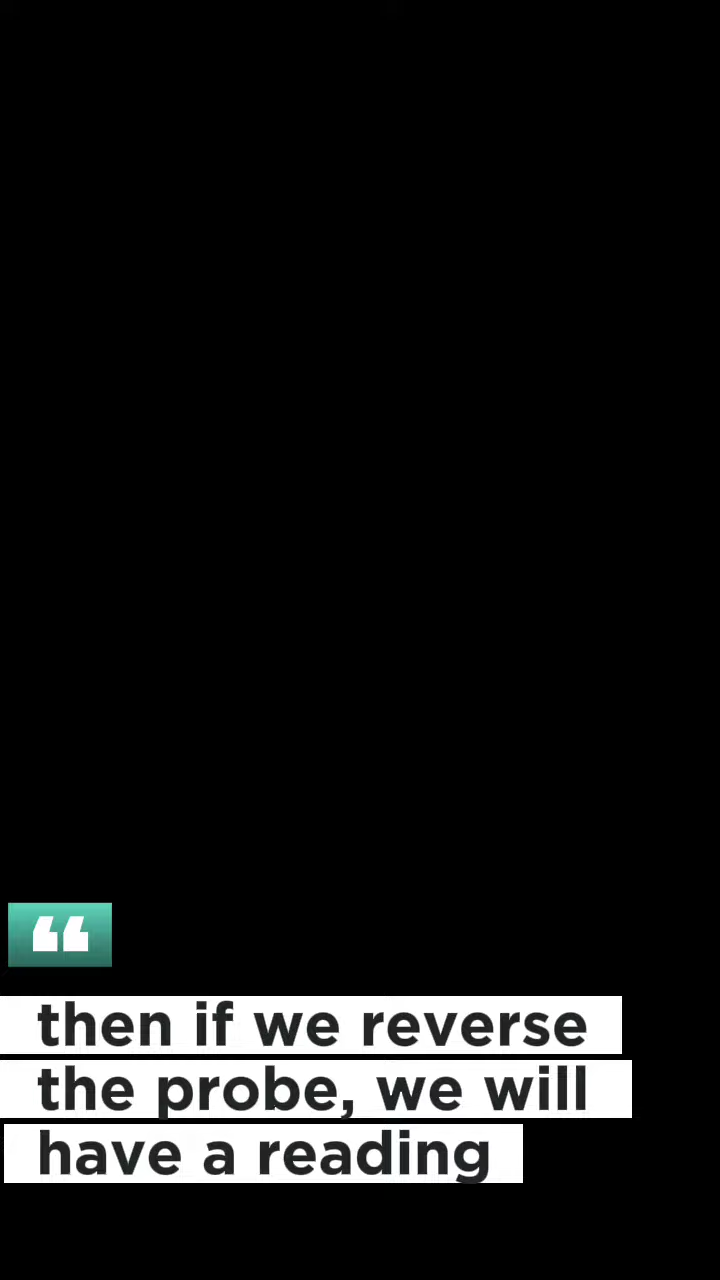 “
then if we reverse
the probe, we will
have a reading